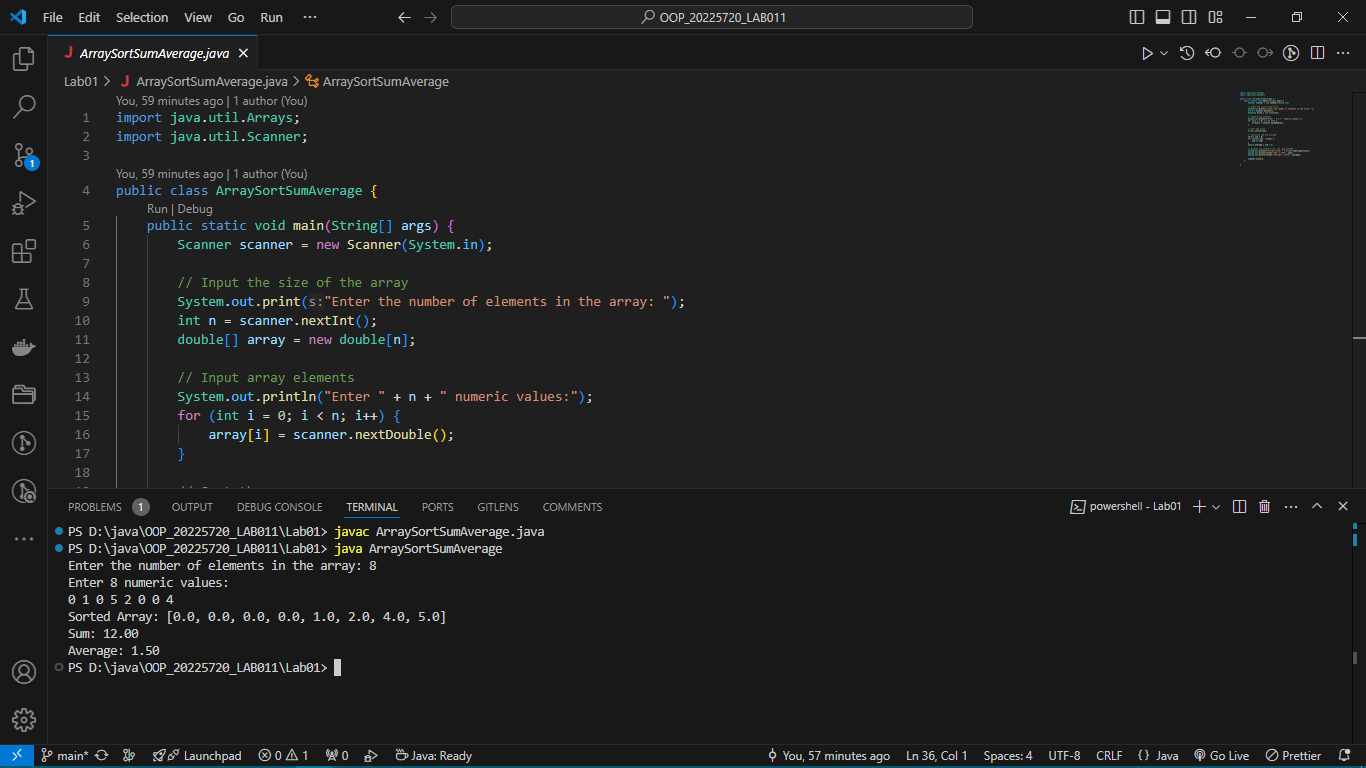 File Edit Selection View Go Run ··· OOP_20225720_LAB011
J ArraySortSumAverage.java
Lab01 > J ArraySortSumAverage.java > ArraySortSumAverage
You, 59 minutes ago | 1 author (You)
1 import java.util.Arrays;
2 import java.util.Scanner;
3
You, 59 minutes ago | 1 author (You)
4 public class ArraySortSumAverage {
Run | Debug
5 public static void main(String[] args) {
6 Scanner scanner = new Scanner(System.in);
7
8 // Input the size of the array
9 System.out.print(s:"Enter the number of elements in the array: ");
10 int n = scanner.nextInt();
11 double[] array = new double[n];
12
13 // Input array elements
14 System.out.println("Enter " + n + " numeric values:");
15 for (int i = 0; i < n; i++) {
16 array[i] = scanner.nextDouble();
17 }
18
1
PROBLEMS 1 OUTPUT DEBUG CONSOLE TERMINAL PORTS GITLENS COMMENTS powershell - Lab01
PS D:\java\OOP_20225720_LAB011\Lab01> javac ArraySortSumAverage.java
PS D:\java\OOP_20225720_LAB011\Lab01> java ArraySortSumAverage
Enter the number of elements in the array: 8
Enter 8 numeric values:
0 1 0 5 2 0 0 4
Sorted Array: [0.0, 0.0, 0.0, 0.0, 1.0, 2.0, 4.0, 5.0]
Sum: 12.00
Average: 1.50
PS D:\java\OOP_20225720_LAB011\Lab01>
main* Launchpad 0 1 0 Java: Ready You, 57 minutes ago Ln 36, Col 1 Spaces: 4 UTF-8 CRLF { } Java Go Live Prettier